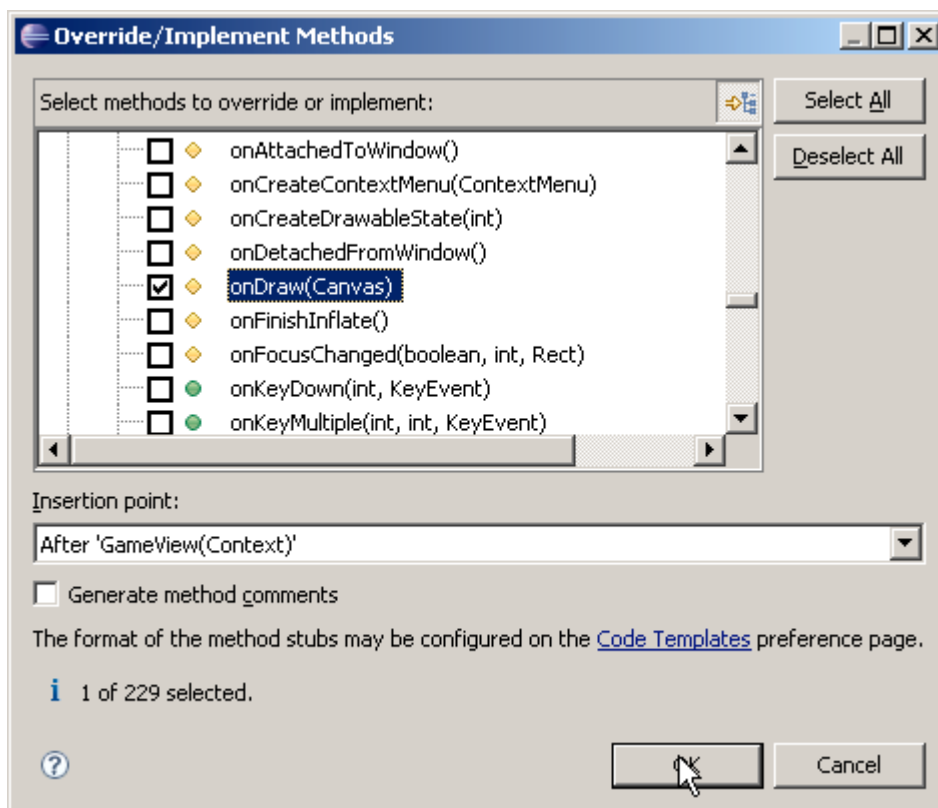 Override/Implement Methods
Select methods to override or implement:
Select All
Deselect All
onAttachedToWindow()
onCreateContextMenu(ContextMenu)
onCreateDrawableState(int)
onDetachedFromWindow()
onDraw(Canvas)
onFinishInflate()
onFocusChanged(boolean, int, Rect)
onKeyDown(int, KeyEvent)
onKeyMultiple(int, int, KeyEvent)
Insertion point:
After 'GameView(Context)'
Generate method comments
The format of the method stubs may be configured on the Code Templates preference page.
1 of 229 selected.
OK
Cancel